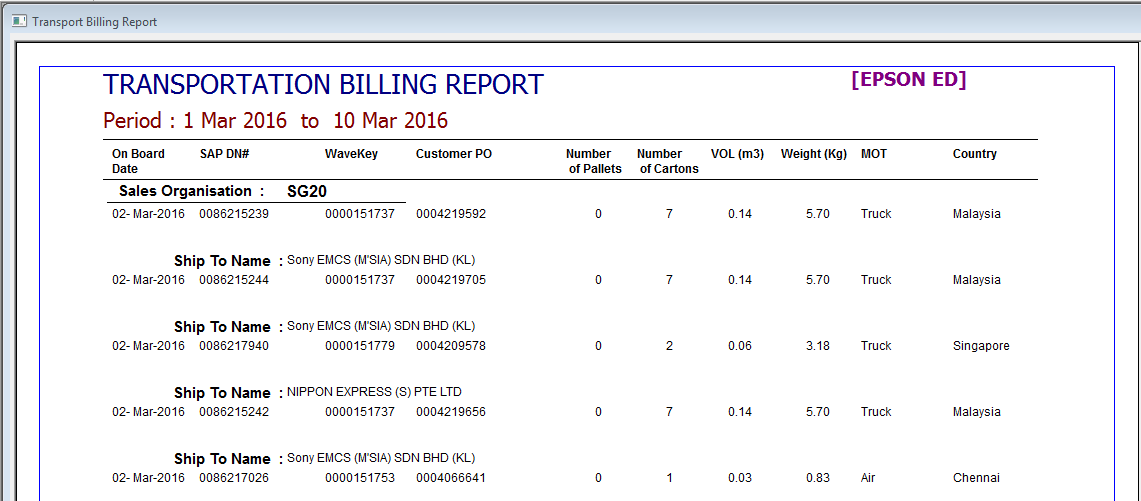 Transport Billing Report
TRANSPORTATION BILLING REPORT [EPSON ED]
Period : 1 Mar 2016 to 10 Mar 2016
On Board SAP DN# WaveKey Customer PO Number Number VOL (m3) Weight (Kg) MOT Country
Date of Pallets of Cartons
Sales Organisation : SG20
02- Mar-2016 0086215239 0000151737 0004219592 0 7 0.14 5.70 Truck Malaysia
Ship To Name : Sony EMCS (M'SIA) SDN BHD (KL)
02- Mar-2016 0086215244 0000151737 0004219705 0 7 0.14 5.70 Truck Malaysia
Ship To Name : Sony EMCS (M'SIA) SDN BHD (KL)
02- Mar-2016 0086217940 0000151779 0004209578 0 2 0.06 3.18 Truck Singapore
Ship To Name : NIPPON EXPRESS (S) PTE LTD
02- Mar-2016 0086215242 0000151737 0004219656 0 7 0.14 5.70 Truck Malaysia
Ship To Name : Sony EMCS (M'SIA) SDN BHD (KL)
02- Mar-2016 0086217026 0000151753 0004066641 0 1 0.03 0.83 Air Chennai